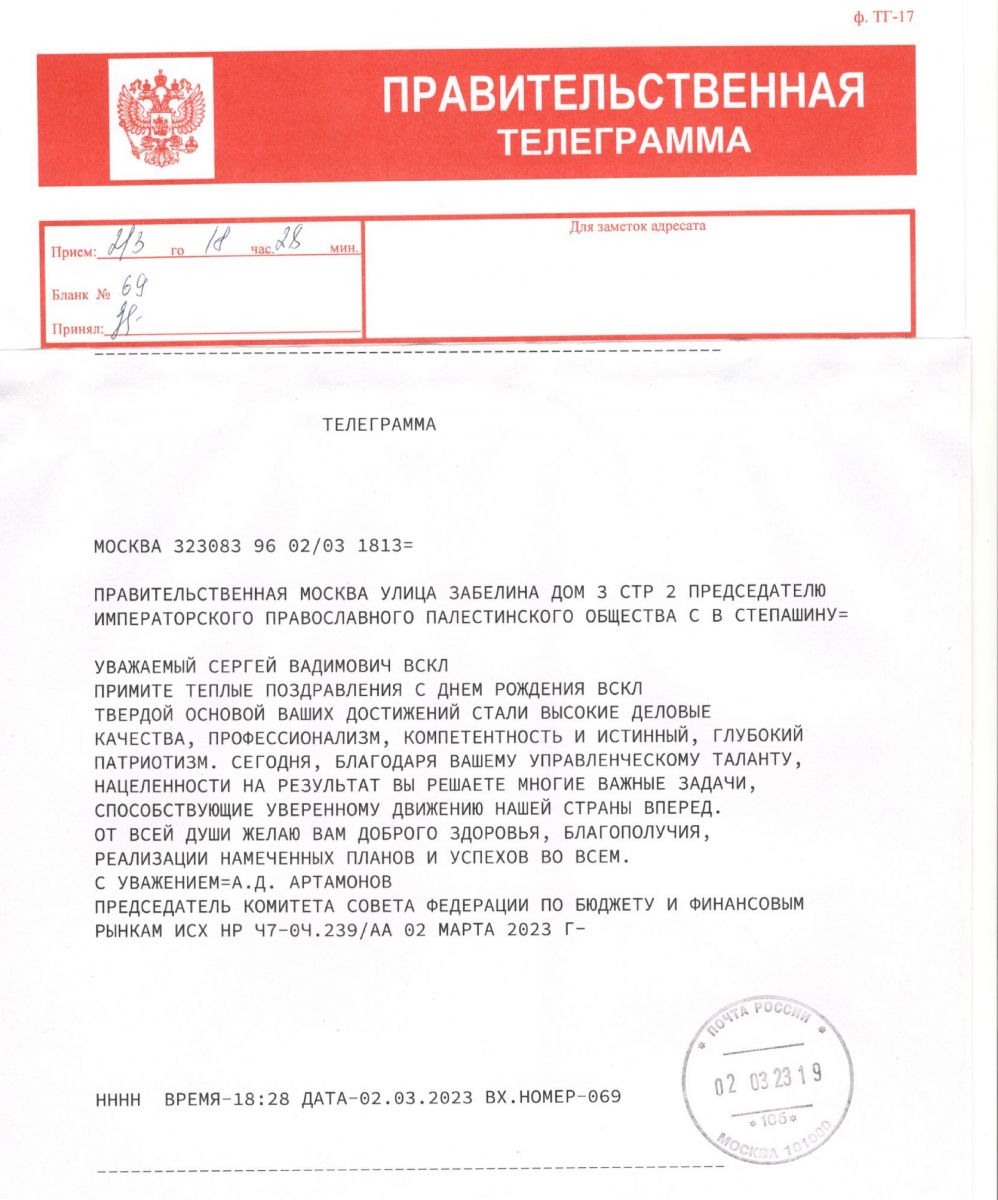 ф. ТГ-17
ПРАВИТЕЛЬСТВЕННАЯ
ТЕЛЕГРАММА
Прием: 2/3 го 18 час. 28 мин.
Для заметок адресата
Бланк № 69
Принял:
ТЕЛЕГРАММА
МОСКВА 323083 96 02/03 1813=
ПРАВИТЕЛЬСТВЕННАЯ МОСКВА УЛИЦА ЗАБЕЛИНА ДОМ 3 СТР 2 ПРЕДСЕДАТЕЛЮ
ИМПЕРАТОРСКОГО ПРАВОСЛАВНОГО ПАЛЕСТИНСКОГО ОБЩЕСТВА С В СТЕПАШИНУ=
УВАЖАЕМЫЙ СЕРГЕЙ ВАДИМОВИЧ ВСКЛ
ПРИМИТЕ ТЕПЛЫЕ ПОЗДРАВЛЕНИЯ С ДНЕМ РОЖДЕНИЯ ВСКЛ
ТВЕРДОЙ ОСНОВОЙ ВАШИХ ДОСТИЖЕНИЙ СТАЛИ ВЫСОКИЕ ДЕЛОВЫЕ
КАЧЕСТВА, ПРОФЕССИОНАЛИЗМ, КОМПЕТЕНТНОСТЬ И ИСТИННЫЙ, ГЛУБОКИЙ
ПАТРИОТИЗМ. СЕГОДНЯ, БЛАГОДАРЯ ВАШЕМУ УПРАВЛЕНЧЕСКОМУ ТАЛАНТУ,
НАЦЕЛЕННОСТИ НА РЕЗУЛЬТАТ ВЫ РЕШАЕТЕ МНОГИЕ ВАЖНЫЕ ЗАДАЧИ,
СПОСОБСТВУЮЩИЕ УВЕРЕННОМУ ДВИЖЕНИЮ НАШЕЙ СТРАНЫ ВПЕРЕД.
ОТ ВСЕЙ ДУШИ ЖЕЛАЮ ВАМ ДОБРОГО ЗДОРОВЬЯ, БЛАГОПОЛУЧИЯ,
РЕАЛИЗАЦИИ НАМЕЧЕННЫХ ПЛАНОВ И УСПЕХОВ ВО ВСЕМ.
С УВАЖЕНИЕМ=А.Д. АРТАМОНОВ
ПРЕДСЕДАТЕЛЬ КОМИТЕТА СОВЕТА ФЕДЕРАЦИИ ПО БЮДЖЕТУ И ФИНАНСОВЫМ
РЫНКАМ ИСХ НР Ч7-0Ч.239/АА 02 МАРТА 2023 Г-
НННН ВРЕМЯ-18:28 ДАТА-02.03.2023 ВХ.НОМЕР-069
* ПОЧТА РОССИИ *
02 03 23 19
*106*
МОСКВА 101000